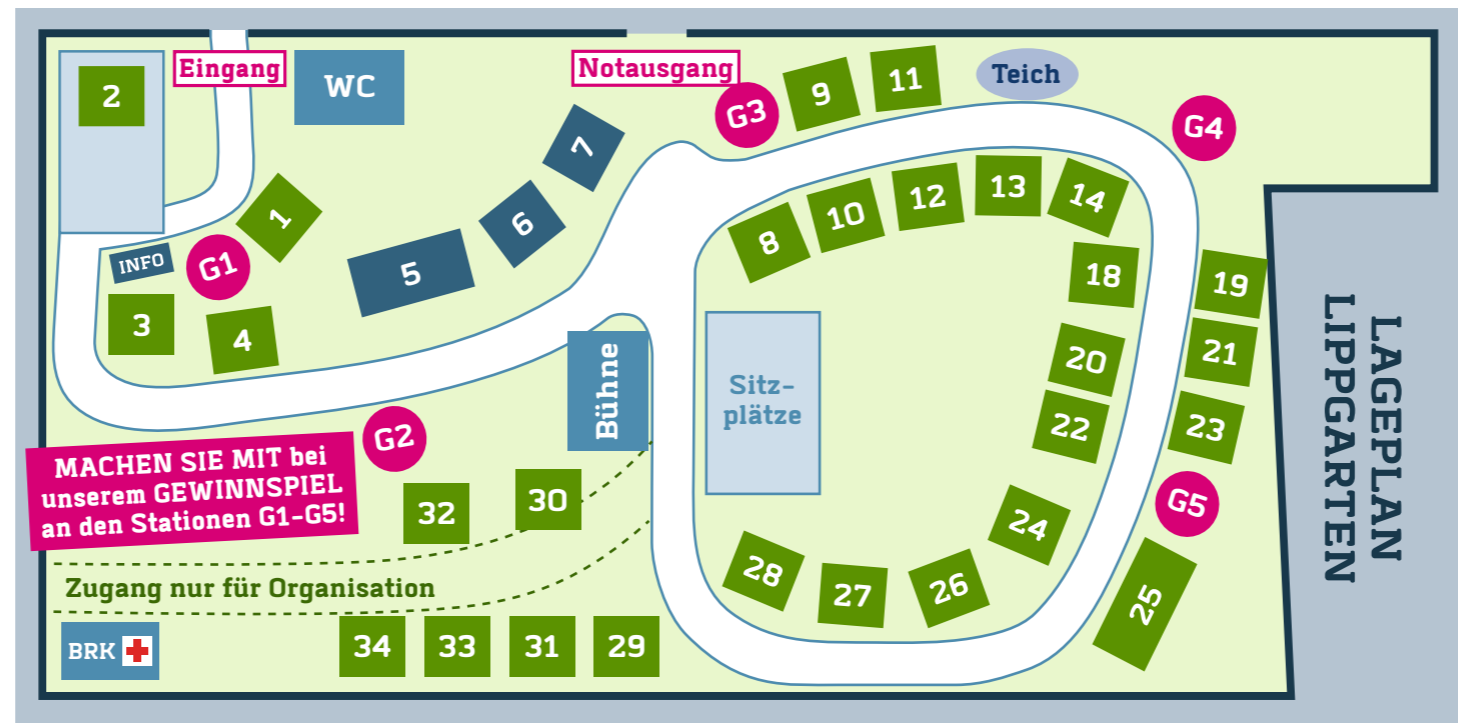 Eingang
Notausgang
WC
2
G3
9
11
Teich
G4
7
1
6
5
INFO
G1
3
4
8
10
12
13
14
18
19
20
21
22
23
Bühne
Sitz-
plätze
G2
MACHEN SIE MIT bei
unserem GEWINNSPIEL
an den Stationen G1-G5!
32
30
G5
24
25
28
27
26
Zugang nur für Organisation
BRK
34
33
31
29
LAGEPLAN
LIPPGARTEN